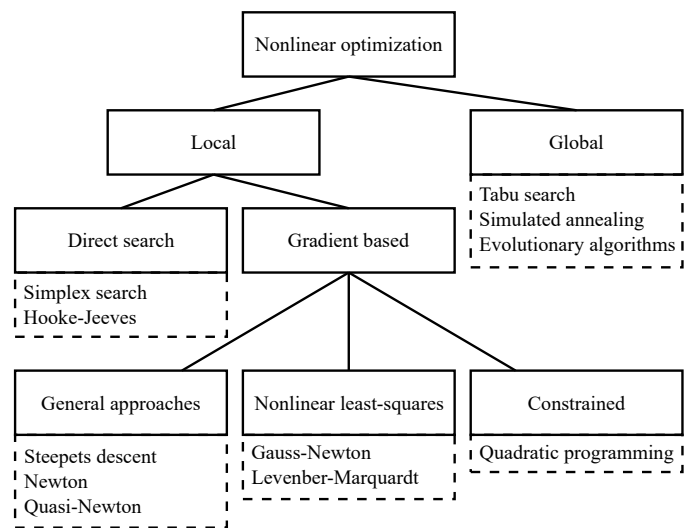 Nonlinear optimization
Local
Global
Tabu search
Simulated annealing
Evolutionary algorithms
Direct search
Gradient based
Simplex search
Hooke-Jeeves
General approaches
Nonlinear least-squares
Constrained
Steepets descent
Newton
Quasi-Newton
Gauss-Newton
Levenber-Marquardt
Quadratic programming